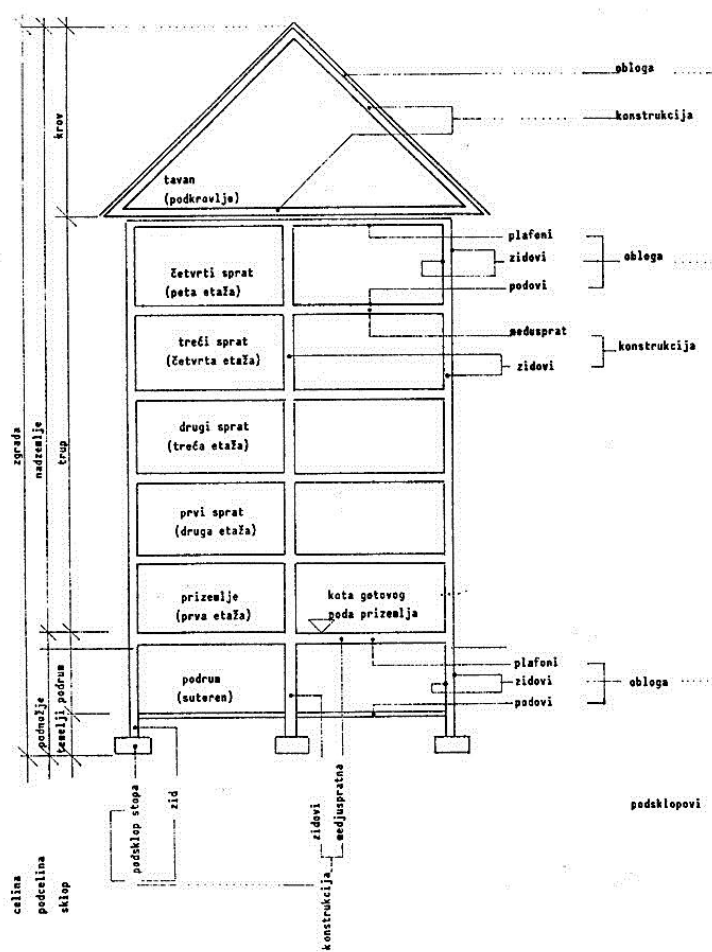 obloga
konstrukcija
krov
tavan
(podkrovlje)
plafoni
zidovi
podovi
obloga
četvrti sprat
(peta etaža)
međusprat
zidovi
konstrukcija
treći sprat
(četvrta etaža)
zgrada
nadzemlje
trup
drugi sprat
(treća etaža)
prvi sprat
(druga etaža)
prizemlje
(prva etaža)
kota gotovog
poda prizemlja
podrum
(suteren)
plafoni
zidovi
podovi
obloga
podnožje
temelji podrum
podsklop stopa
zid
zidovi
medjuspratna
konstrukcija
podsklopovi
celina
podcelina
sklop